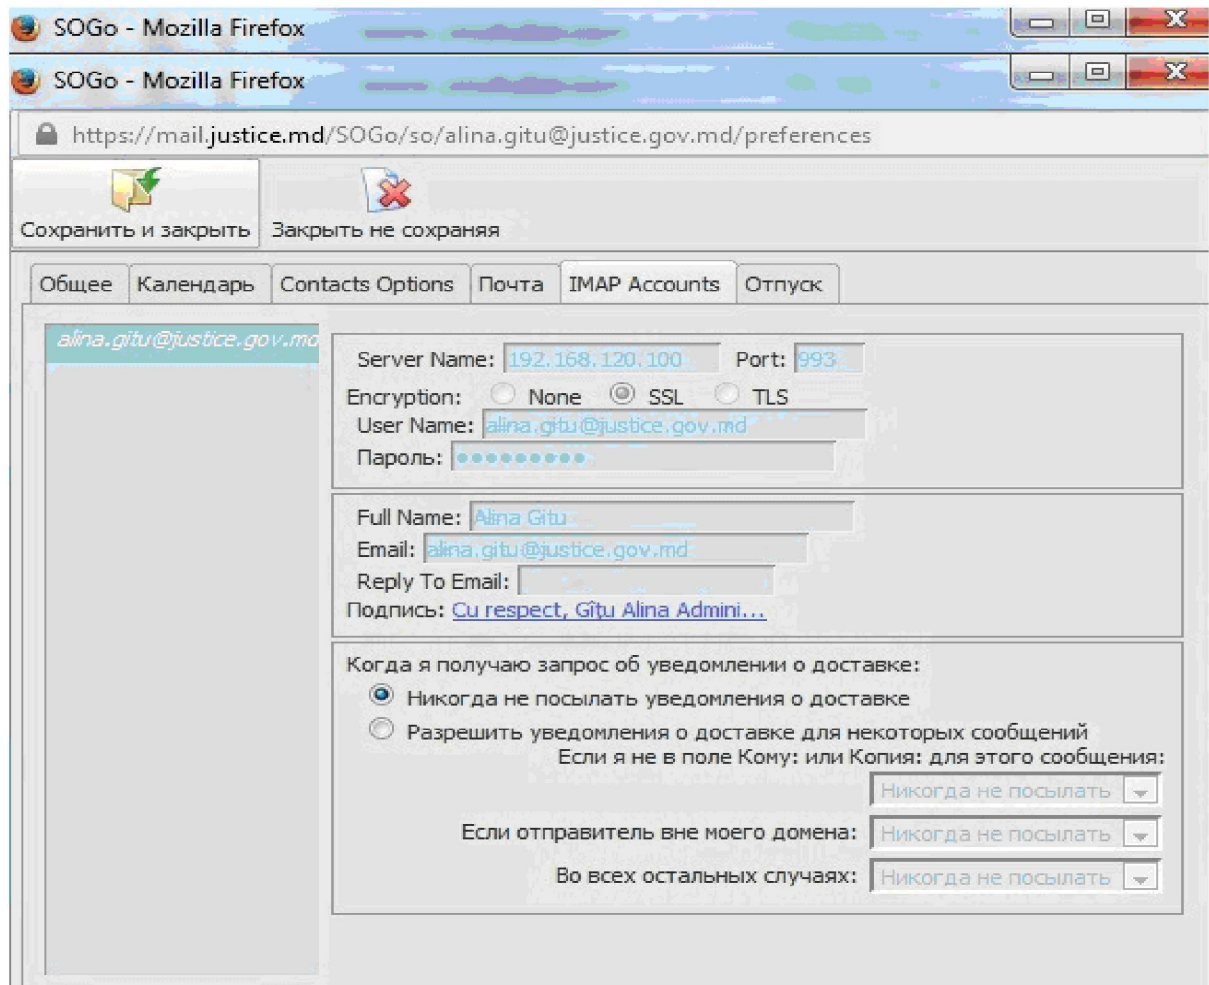 SOGo - Mozilla Firefox
SOGo - Mozilla Firefox
https://mail.justice.md/SOGo/so/alina.gitu@justice.gov.md/preferences
Сохранить и закрыть Закрыть не сохраняя
Общее Календарь Contacts Options Почта IMAP Accounts Отпуск
alina.gitu@justice.gov.md
Server Name: 192.168.120.100 Port: 993
Encryption: None SSL TLS
User Name: alina.gitu@justice.gov.md
Пароль: •••••••••
Full Name: Alina Gitu
Email: alina.gitu@justice.gov.md
Reply To Email:
Подпись: Cu respect, Gîţu Alina Admini...
Когда я получаю запрос об уведомлении о доставке:
Никогда не посылать уведомления о доставке
Разрешить уведомления о доставке для некоторых сообщений
Если я не в поле Кому: или Копия: для этого сообщения:
Никогда не посылать
Если отправитель вне моего домена: Никогда не посылать
Во всех остальных случаях: Никогда не посылать